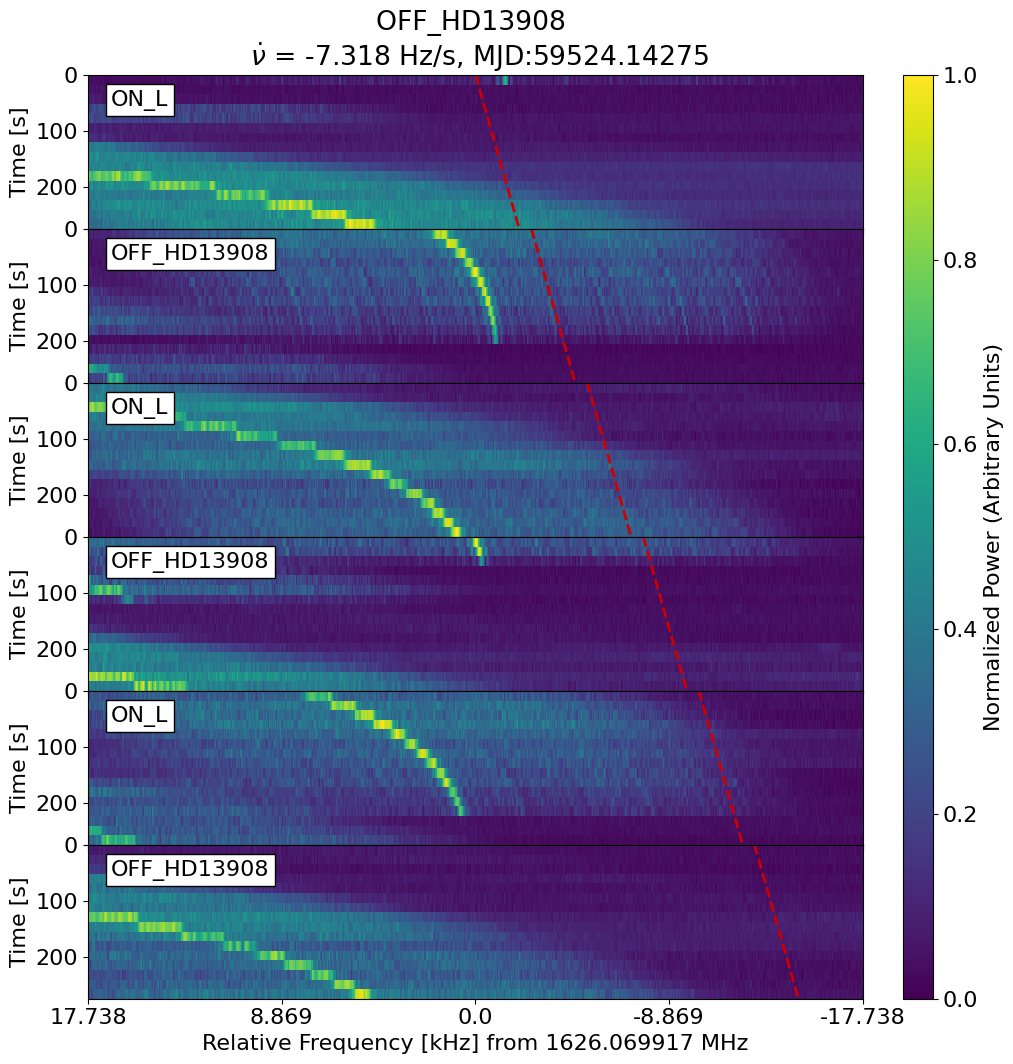 OFF_HD13908
ν̇ = -7.318 Hz/s, MJD:59524.14275
ON_L
OFF_HD13908
ON_L
OFF_HD13908
ON_L
OFF_HD13908
Time [s]
0
100
200
Time [s]
0
100
200
Time [s]
0
100
200
Time [s]
0
100
200
Time [s]
0
100
200
Time [s]
0
100
200
17.738 8.869 0.0 -8.869 -17.738
Relative Frequency [kHz] from 1626.069917 MHz
1.0
0.8
0.6
0.4
0.2
0.0
Normalized Power (Arbitrary Units)